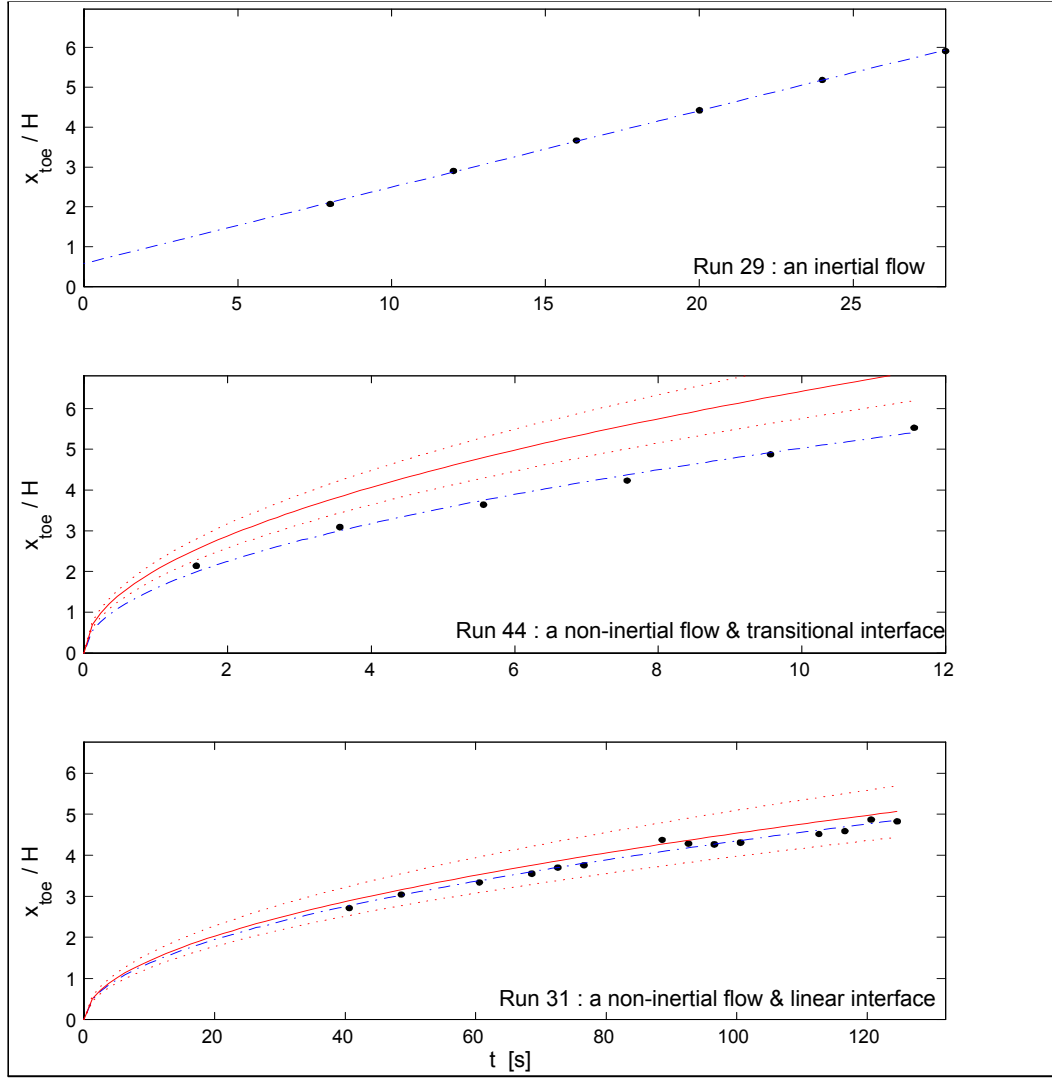 6
5
4
3
2
1
0
x_toe / H
Run 29 : an inertial flow
0 5 10 15 20 25
6
5
4
3
2
1
0
x_toe / H
Run 44 : a non-inertial flow & transitional interface
0 2 4 6 8 10 12
6
5
4
3
2
1
0
x_toe / H
Run 31 : a non-inertial flow & linear interface
0 20 40 60 80 100 120
t [s]